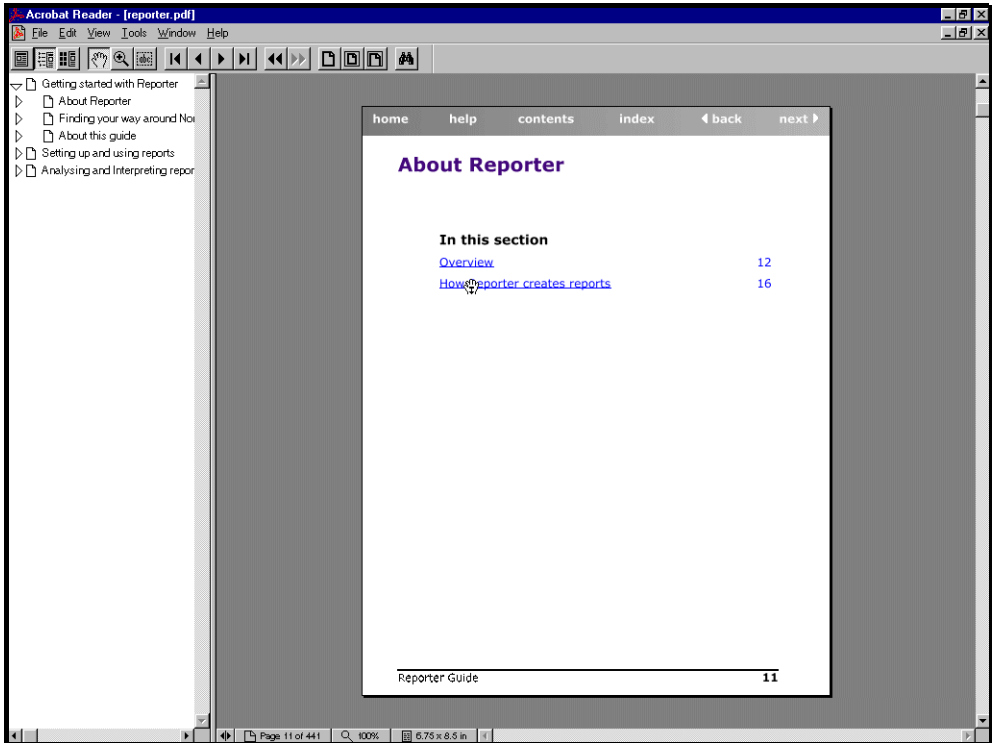 Acrobat Reader - [reporter.pdf]
File Edit View Tools Window Help
Getting started with Reporter
About Reporter
Finding your way around Nor
About this guide
Setting up and using reports
Analysing and Interpreting repor
home help contents index back next
About Reporter
In this section
Overview 12
How Reporter creates reports 16
Reporter Guide 11
Page 11 of 441 100% 6.75 x 8.5 in